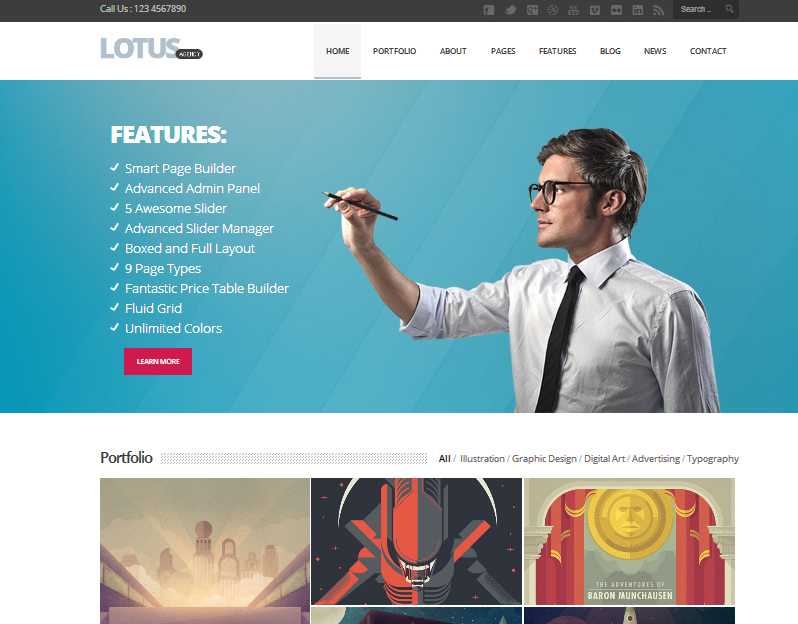 Call Us : 123 4567890
Search ..
LOTUS
AGENCY
HOME PORTFOLIO ABOUT PAGES FEATURES BLOG NEWS CONTACT
FEATURES:
Smart Page Builder
Advanced Admin Panel
5 Awesome Slider
Advanced Slider Manager
Boxed and Full Layout
9 Page Types
Fantastic Price Table Builder
Fluid Grid
Unlimited Colors
LEARN MORE
Portfolio
All / Illustration / Graphic Design / Digital Art / Advertising / Typography
THE ADVENTURES OF
BARON MUNCHAUSEN